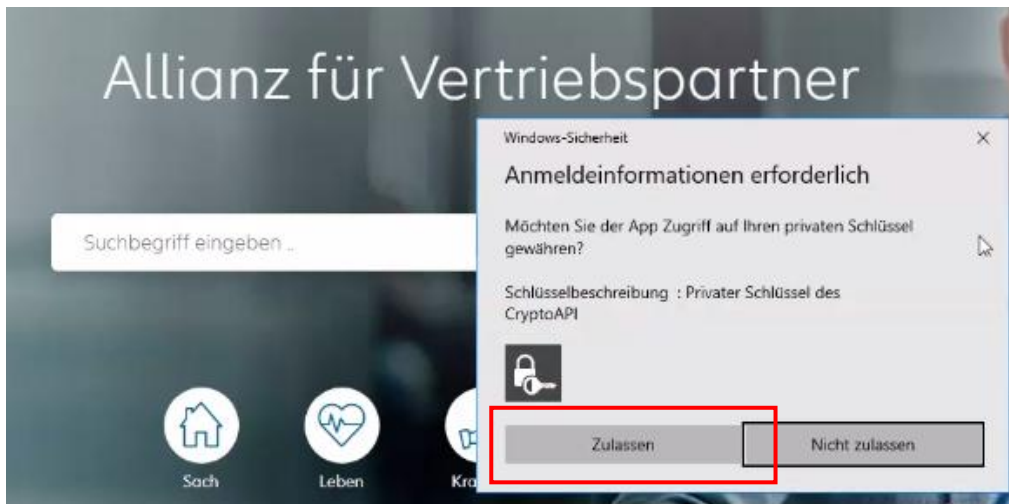 Allianz für Vertriebspartner
Windows-Sicherheit
Anmeldeinformationen erforderlich
Möchten Sie der App Zugriff auf Ihren privaten Schlüssel
gewähren?
Suchbegriff eingeben ..
Schlüsselbeschreibung : Privater Schlüssel des
CryptoAPI
Zulassen
Nicht zulassen
Sach
Leben